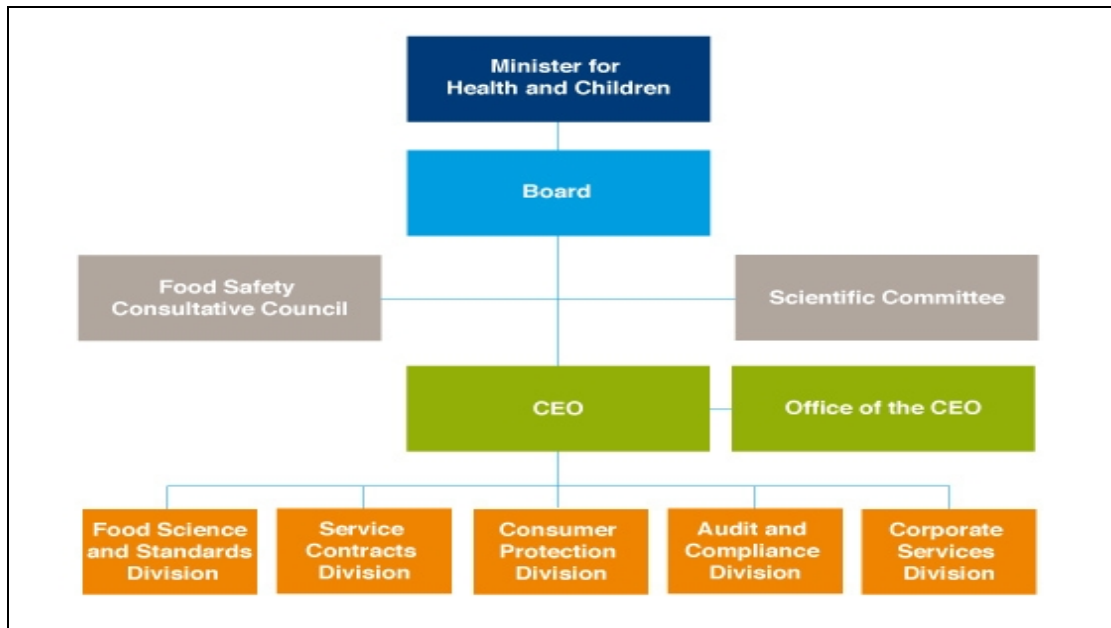 Minister for
Health and Children
Board
Food Safety
Consultative Council
Scientific Committee
CEO
Office of the CEO
Food Science
and Standards
Division
Service
Contracts
Division
Consumer
Protection
Division
Audit and
Compliance
Division
Corporate
Services
Division